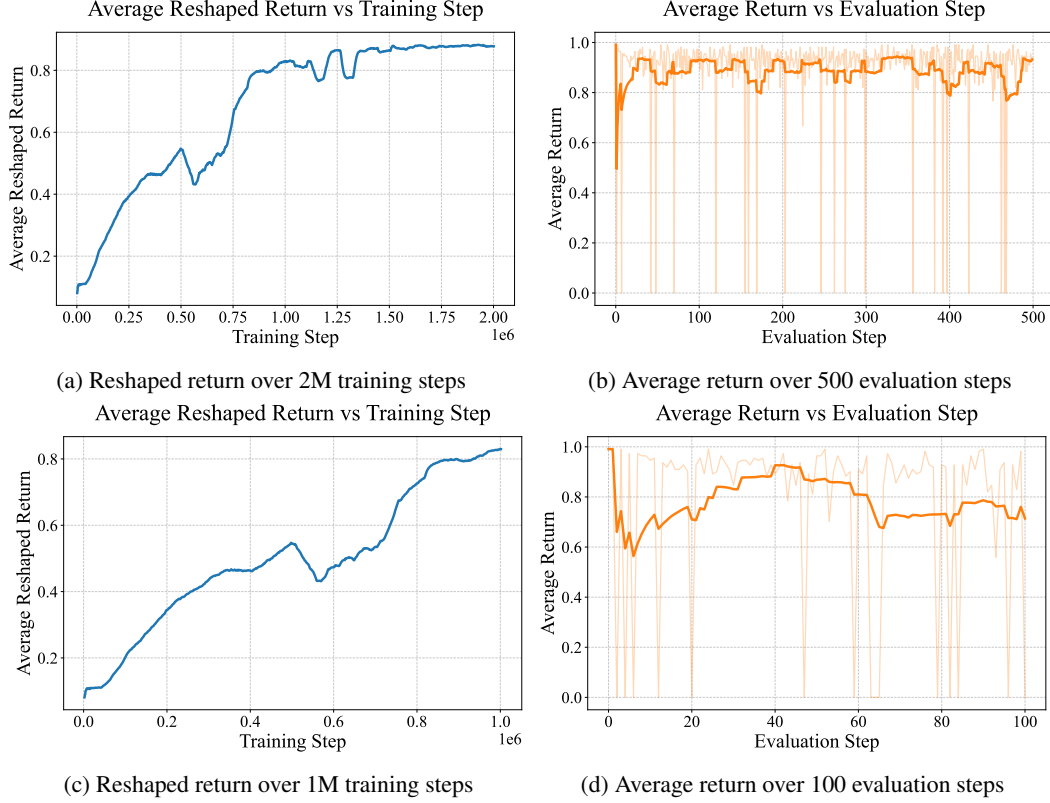 Average Reshaped Return vs Training Step
Average Reshaped Return
0.8
0.6
0.4
0.2
0.00 0.25 0.50 0.75 1.00 1.25 1.50 1.75 2.00
Training Step
1e6
(a) Reshaped return over 2M training steps
Average Return vs Evaluation Step
Average Return
1.0
0.8
0.6
0.4
0.2
0.0
0 100 200 300 400 500
Evaluation Step
(b) Average return over 500 evaluation steps
Average Reshaped Return vs Training Step
Average Reshaped Return
0.8
0.6
0.4
0.2
0.0 0.2 0.4 0.6 0.8 1.0
Training Step
1e6
(c) Reshaped return over 1M training steps
Average Return vs Evaluation Step
Average Return
1.0
0.8
0.6
0.4
0.2
0.0
0 20 40 60 80 100
Evaluation Step
(d) Average return over 100 evaluation steps